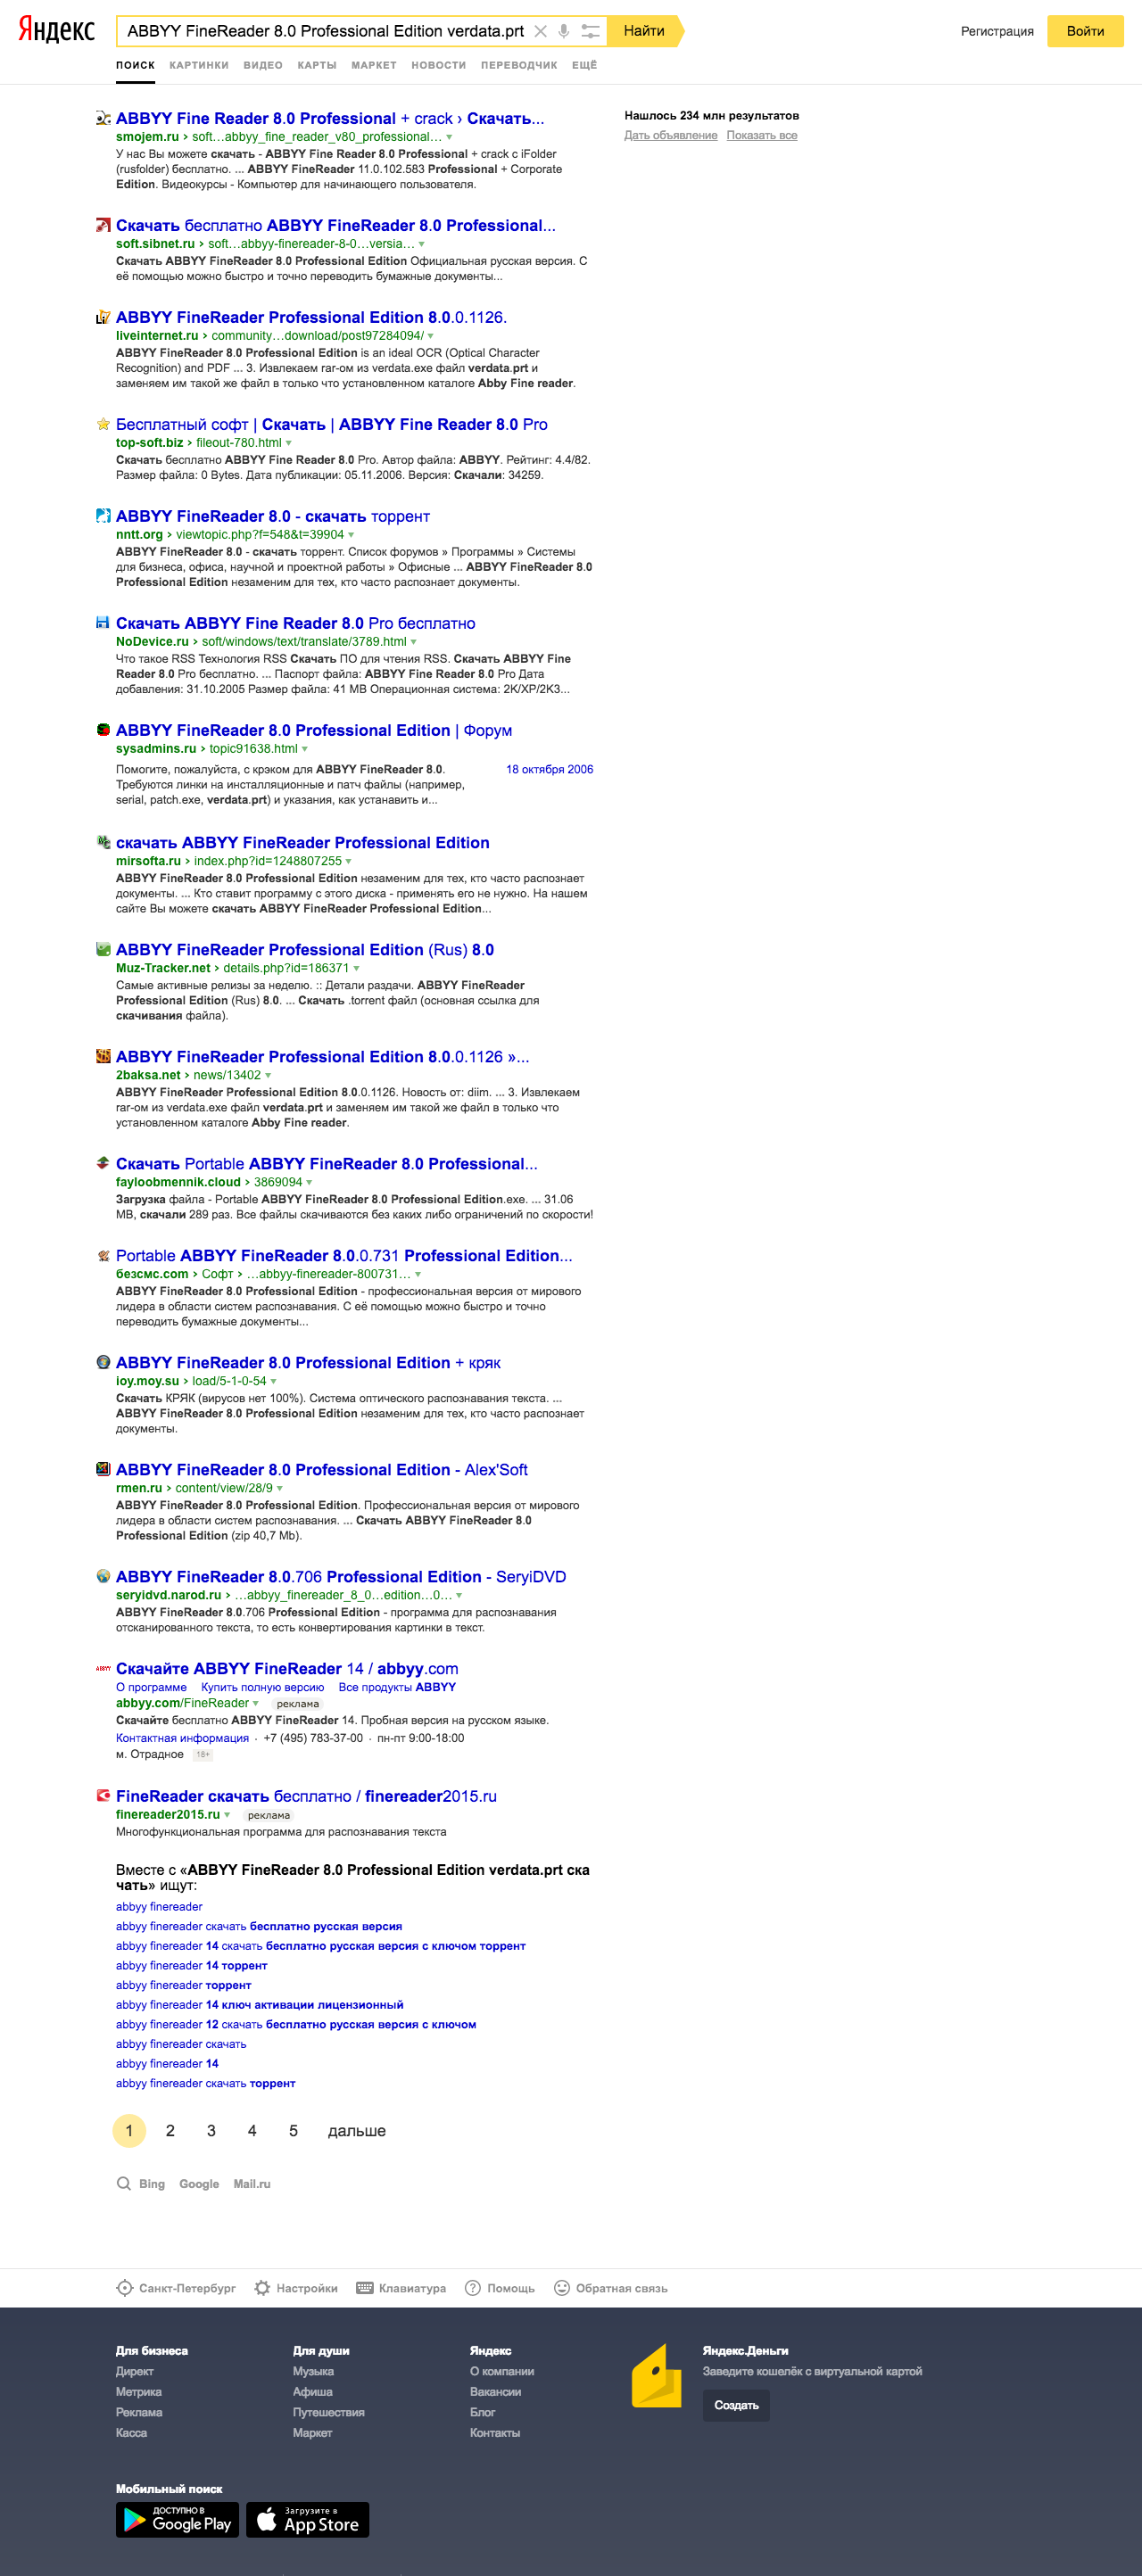 Яндекс
ABBYY FineReader 8.0 Professional Edition verdata.prt
Найти
Регистрация
Войти
ПОИСК КАРТИНКИ ВИДЕО КАРТЫ МАРКЕТ НОВОСТИ ПЕРЕВОДЧИК ЕЩЁ
Нашлось 234 млн результатов
Дать объявление Показать все
ABBYY Fine Reader 8.0 Professional + crack › Скачать...
smojem.ru › soft…abbyy_fine_reader_v80_professional…
У нас Вы можете скачать - ABBYY Fine Reader 8.0 Professional + crack с iFolder
(rusfolder) бесплатно. ... ABBYY FineReader 11.0.102.583 Professional + Corporate
Edition. Видеокурсы - Компьютер для начинающего пользователя.
Скачать бесплатно ABBYY FineReader 8.0 Professional...
soft.sibnet.ru › soft…abbyy-finereader-8-0…versia…
Скачать ABBYY FineReader 8.0 Professional Edition Официальная русская версия. С
её помощью можно быстро и точно переводить бумажные документы...
ABBYY FineReader Professional Edition 8.0.0.1126.
liveinternet.ru › community…download/post97284094/
ABBYY FineReader 8.0 Professional Edition is an ideal OCR (Optical Character
Recognition) and PDF ... 3. Извлекаем rar-ом из verdata.exe файл verdata.prt и
заменяем им такой же файл в только что установленном каталоге Abby Fine reader.
Бесплатный софт | Скачать | ABBYY Fine Reader 8.0 Pro
top-soft.biz › fileout-780.html
Скачать бесплатно ABBYY Fine Reader 8.0 Pro. Автор файла: ABBYY. Рейтинг: 4.4/82.
Размер файла: 0 Bytes. Дата публикации: 05.11.2006. Версия: Скачали: 34259.
ABBYY FineReader 8.0 - скачать торрент
nntt.org › viewtopic.php?f=548&t=39904
ABBYY FineReader 8.0 - скачать торрент. Список форумов » Программы » Системы
для бизнеса, офиса, научной и проектной работы » Офисные ... ABBYY FineReader 8.0
Professional Edition незаменим для тех, кто часто распознает документы.
Скачать ABBYY Fine Reader 8.0 Pro бесплатно
NoDevice.ru › soft/windows/text/translate/3789.html
Что такое RSS Технология RSS Скачать ПО для чтения RSS. Скачать ABBYY Fine
Reader 8.0 Pro бесплатно. ... Паспорт файла: ABBYY Fine Reader 8.0 Pro Дата
добавления: 31.10.2005 Размер файла: 41 MB Операционная система: 2K/XP/2K3...
ABBYY FineReader 8.0 Professional Edition | Форум
sysadmins.ru › topic91638.html
Помогите, пожалуйста, с крэком для ABBYY FineReader 8.0.
18 октября 2006
Требуются линки на инсталляционные и патч файлы (например,
serial, patch.exe, verdata.prt) и указания, как установить и...
скачать ABBYY FineReader Professional Edition
mirsofta.ru › index.php?id=1248807255
ABBYY FineReader 8.0 Professional Edition незаменим для тех, кто часто распознает
документы. ... Кто ставит программу с этого диска - применять его не нужно. На нашем
сайте Вы можете скачать ABBYY FineReader Professional Edition...
ABBYY FineReader Professional Edition (Rus) 8.0
Muz-Tracker.net › details.php?id=186371
Самые активные релизы за неделю. :: Детали раздачи. ABBYY FineReader
Professional Edition (Rus) 8.0. ... Скачать .torrent файл (основная ссылка для
скачивания файла).
ABBYY FineReader Professional Edition 8.0.0.1126 »...
2baksa.net › news/13402
ABBYY FineReader Professional Edition 8.0.0.1126. Новость от: diim. ... 3. Извлекаем
rar-ом из verdata.exe файл verdata.prt и заменяем им такой же файл в только что
установленном каталоге Abby Fine reader.
Скачать Portable ABBYY FineReader 8.0 Professional...
fayloobmennik.cloud › 3869094
Загрузка файла - Portable ABBYY FineReader 8.0 Professional Edition.exe. ... 31.06
MB, скачали 289 раз. Все файлы скачиваются без каких либо ограничений по скорости!
Portable ABBYY FineReader 8.0.0.731 Professional Edition...
безсмс.com › Софт › …abbyy-finereader-800731…
ABBYY FineReader 8.0 Professional Edition - профессиональная версия от мирового
лидера в области систем распознавания. С её помощью можно быстро и точно
переводить бумажные документы...
ABBYY FineReader 8.0 Professional Edition + кряк
ioy.moy.su › load/5-1-0-54
Скачать КРЯК (вирусов нет 100%). Система оптического распознавания текста. ...
ABBYY FineReader 8.0 Professional Edition незаменим для тех, кто часто распознает
документы.
ABBYY FineReader 8.0 Professional Edition - Alex'Soft
rmen.ru › content/view/28/9
ABBYY FineReader 8.0 Professional Edition. Профессиональная версия от мирового
лидера в области систем распознавания. ... Скачать ABBYY FineReader 8.0
Professional Edition (zip 40,7 Mb).
ABBYY FineReader 8.0.706 Professional Edition - SeryiDVD
seryidvd.narod.ru › …abbyy_finereader_8_0…edition…0…
ABBYY FineReader 8.0.706 Professional Edition - программа для распознавания
отсканированного текста, то есть конвертирования картинки в текст.
Скачайте ABBYY FineReader 14 / abbyy.com
О программе Купить полную версию Все продукты ABBYY
abbyy.com/FineReader реклама
Скачайте бесплатно ABBYY FineReader 14. Пробная версия на русском языке.
Контактная информация · +7 (495) 783-37-00 · пн-пт 9:00-18:00
м. Отрадное 18+
FineReader скачать бесплатно / finereader2015.ru
finereader2015.ru реклама
Многофункциональная программа для распознавания текста
Вместе с «ABBYY FineReader 8.0 Professional Edition verdata.prt ска
чать» ищут:
abbyy finereader
abbyy finereader скачать бесплатно русская версия
abbyy finereader 14 скачать бесплатно русская версия с ключом торрент
abbyy finereader 14 торрент
abbyy finereader торрент
abbyy finereader 14 ключ активации лицензионный
abbyy finereader 12 скачать бесплатно русская версия с ключом
abbyy finereader скачать
abbyy finereader 14
abbyy finereader скачать торрент
1 2 3 4 5 дальше
Bing Google Mail.ru
Санкт-Петербург Настройки Клавиатура Помощь Обратная связь
Для бизнеса
Директ
Метрика
Реклама
Касса
Для души
Музыка
Афиша
Путешествия
Маркет
Яндекс
О компании
Вакансии
Блог
Контакты
Яндекс.Деньги
Заведите кошелёк с виртуальной картой
Создать
Мобильный поиск
ДОСТУПНО В
Google Play
Загрузите в
App Store